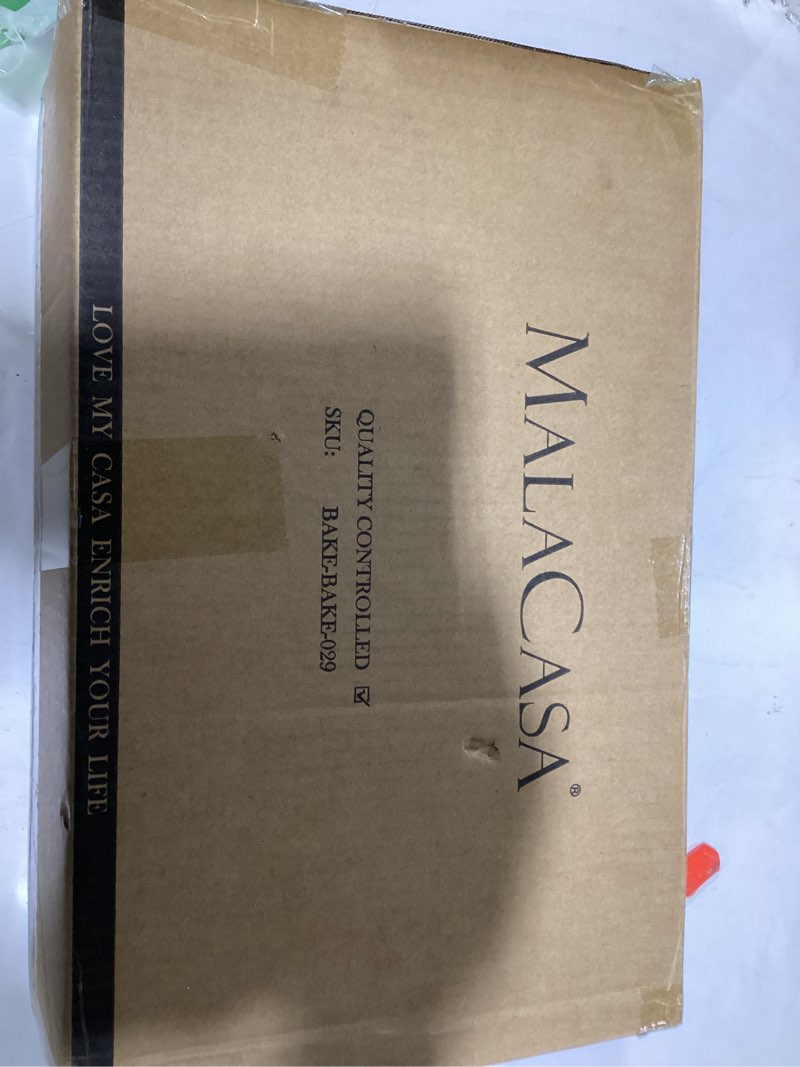 MALACASA®
QUALITY CONTROLLED ☑
SKU: BAKE-BAKE-029
LOVE MY CASA ENRICH YOUR LIFE